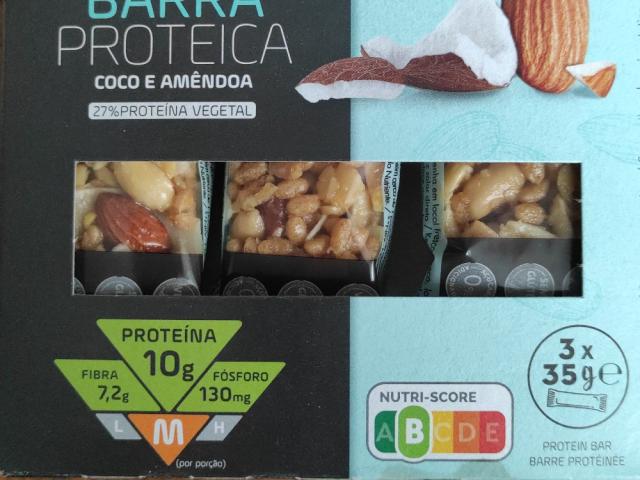 BARRA
PROTEICA
COCO E AMÊNDOA
27%PROTEÍNA VEGETAL
PROTEÍNA
10g
FIBRA
7,2g
FÓSFORO
130mg
L M H
(por porção)
NUTRI-SCORE
A B C D E
3 x
35g℮
PROTEIN BAR
BARRE PROTÉINÉE